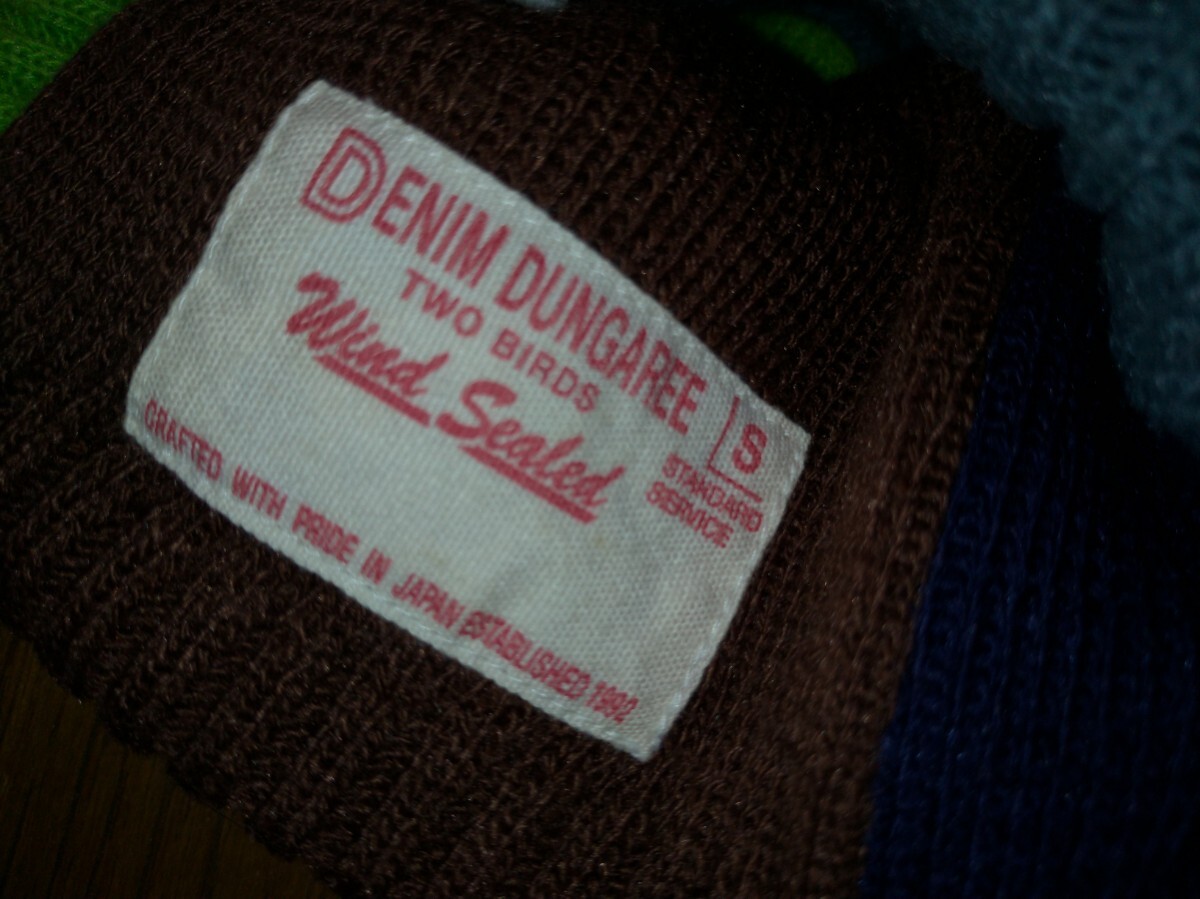 DENIM DUNGAREE
TWO BIRDS
Wind Sealed
S
STANDARD
SERVICE
CRAFTED WITH PRIDE IN JAPAN ESTABLISHED 1992